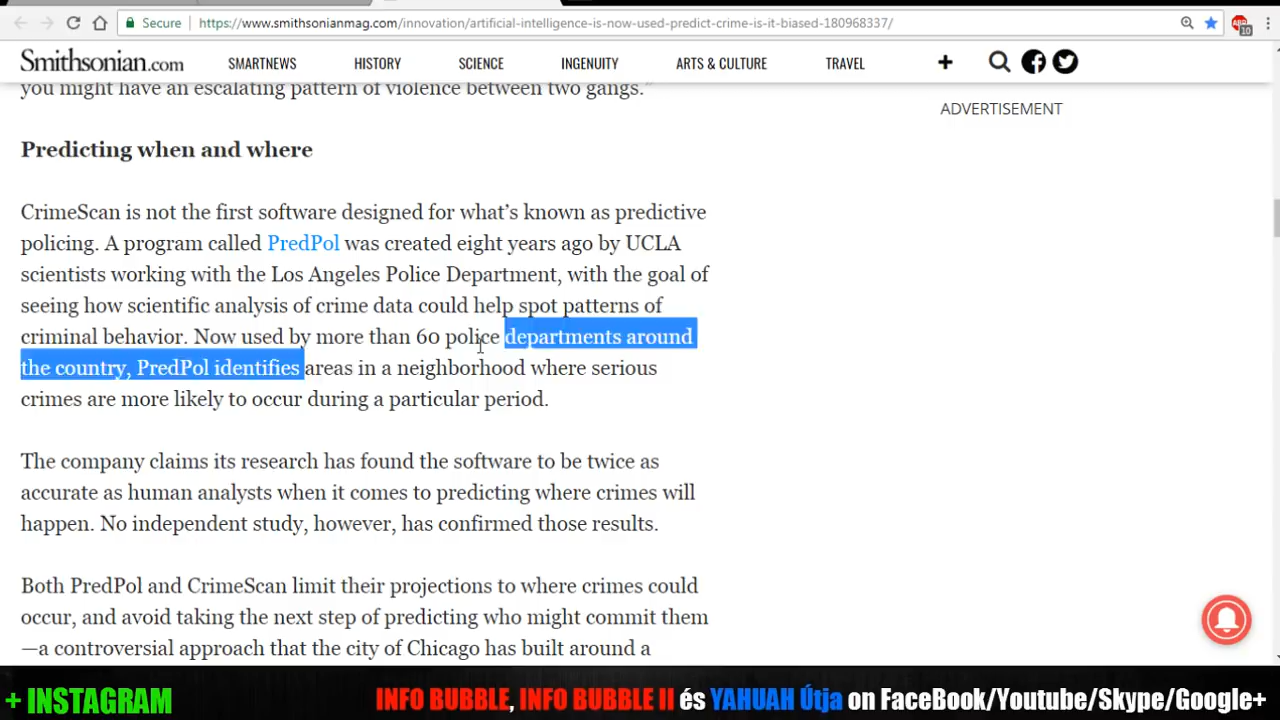 Secure
https://www.smithsonianmag.com/innovation/artificial-intelligence-is-now-used-predict-crime-is-it-biased-180968337/
ABP
10
Smithsonian.com
SMARTNEWS
HISTORY
SCIENCE
INGENUITY
ARTS & CULTURE
TRAVEL
you might have an escalating pattern of violence between two gangs.”
ADVERTISEMENT
Predicting when and where
CrimeScan is not the first software designed for what’s known as predictive
policing. A program called PredPol was created eight years ago by UCLA
scientists working with the Los Angeles Police Department, with the goal of
seeing how scientific analysis of crime data could help spot patterns of
criminal behavior. Now used by more than 60 police departments around
the country, PredPol identifies areas in a neighborhood where serious
crimes are more likely to occur during a particular period.
The company claims its research has found the software to be twice as
accurate as human analysts when it comes to predicting where crimes will
happen. No independent study, however, has confirmed those results.
Both PredPol and CrimeScan limit their projections to where crimes could
occur, and avoid taking the next step of predicting who might commit them
—a controversial approach that the city of Chicago has built around a
+ INSTAGRAM
INFO BUBBLE, INFO BUBBLE II és YAHUAH Útja on FaceBook/Youtube/Skype/Google+